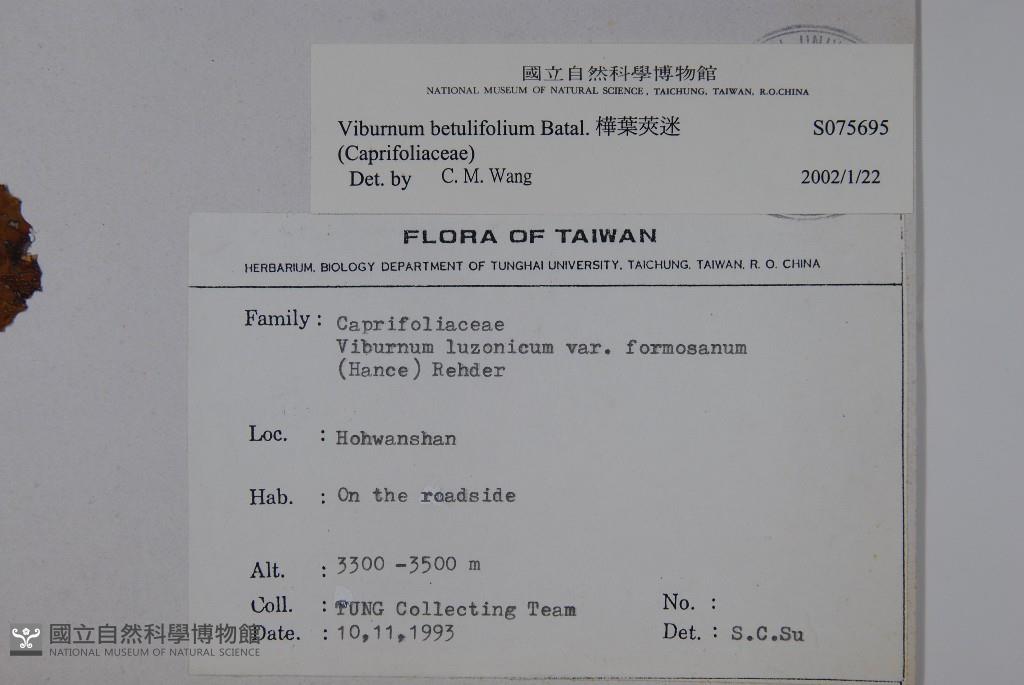 國立自然科學博物館
NATIONAL MUSEUM OF NATURAL SCIENCE, TAICHUNG, TAIWAN, R.O.CHINA
Viburnum betulifolium Batal. 樺葉莢迷 S075695
(Caprifoliaceae)
Det. by C. M. Wang 2002/1/22
FLORA OF TAIWAN
HERBARIUM, BIOLOGY DEPARTMENT OF TUNGHAI UNIVERSITY, TAICHUNG, TAIWAN, R. O. CHINA
Family : Caprifoliaceae
Viburnum luzonicum var. formosanum
(Hance) Rehder
Loc. : Hohwanshan
Hab. : On the roadside
Alt. : 3300 -3500 m
Coll. : TUNG Collecting Team No. :
Date. : 10,11,1993 Det. : S.C.Su
國立自然科學博物館
NATIONAL MUSEUM OF NATURAL SCIENCE